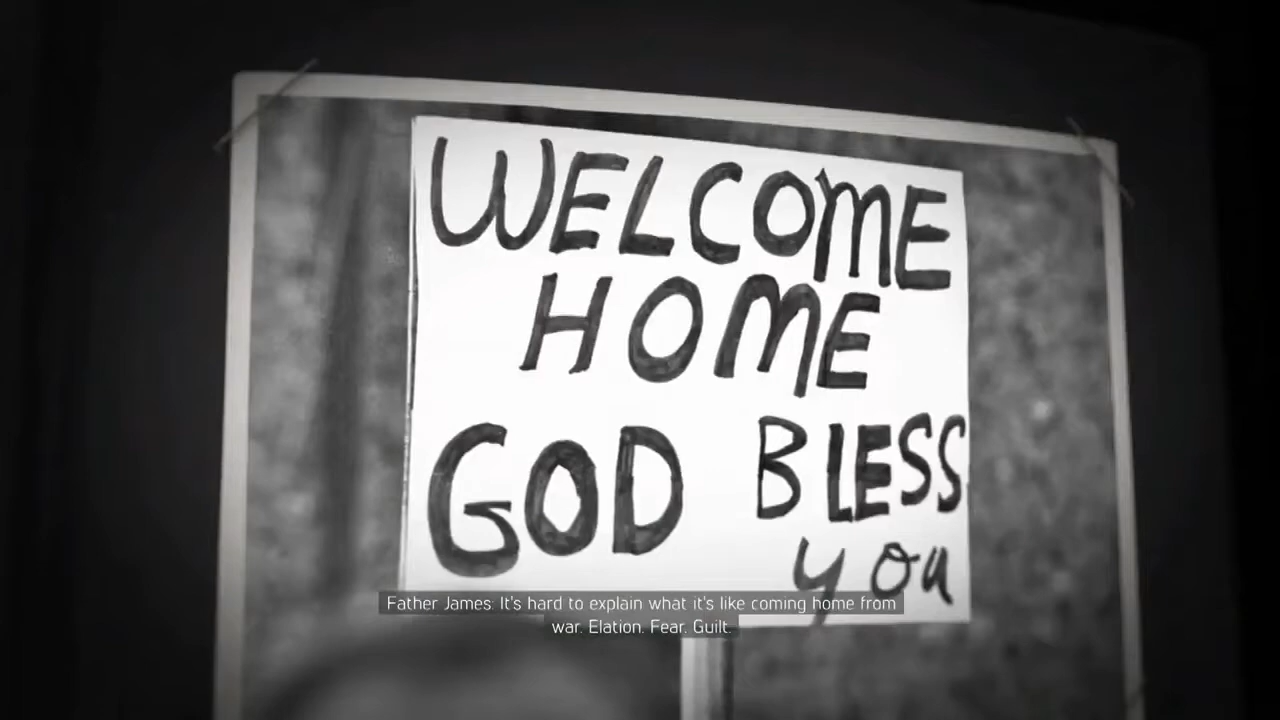 WELCOME
HOME
GOD BLESS
you
Father James: It's hard to explain what it's like coming home from
war. Elation. Fear. Guilt.